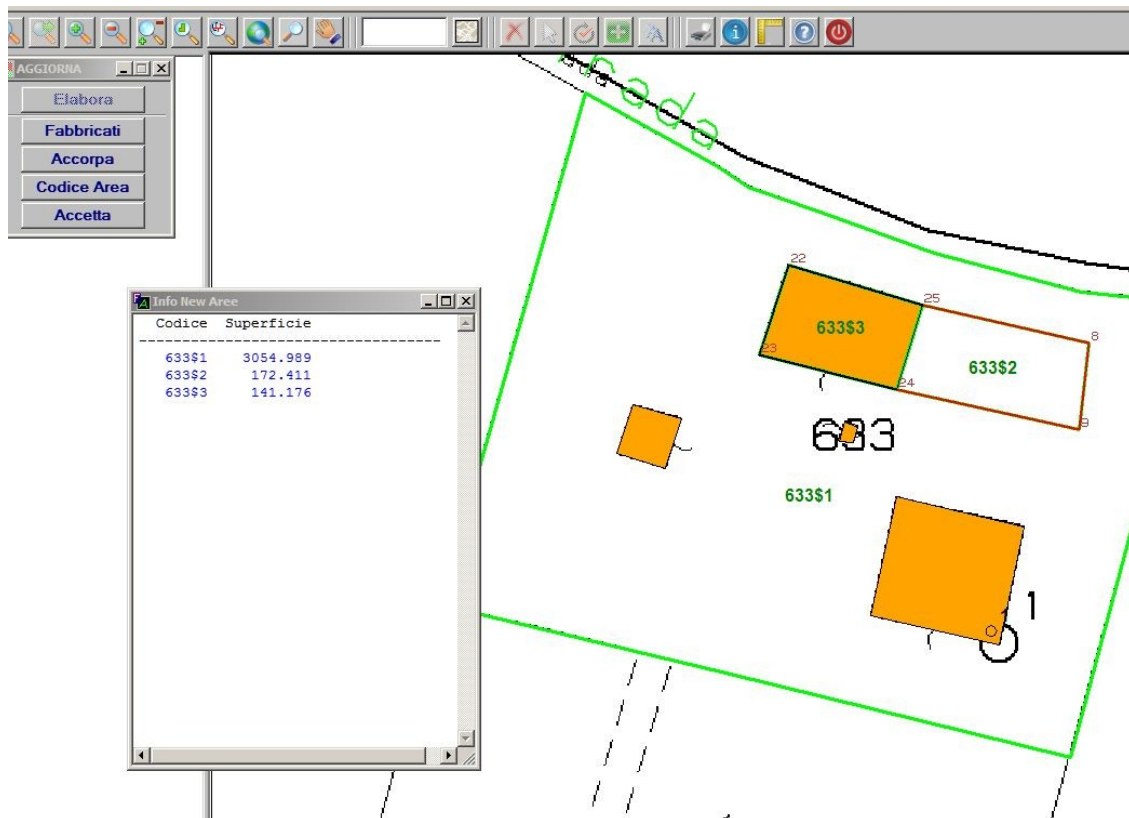 AGGIORNA
Elabora
Fabbricati
Accorpa
Codice Area
Accetta
Info New Aree
Codice Superficie
633$1 3054.989
633$2 172.411
633$3 141.176
rada
22
25
8
633$3
633$2
23
24
9
633
633$1
1